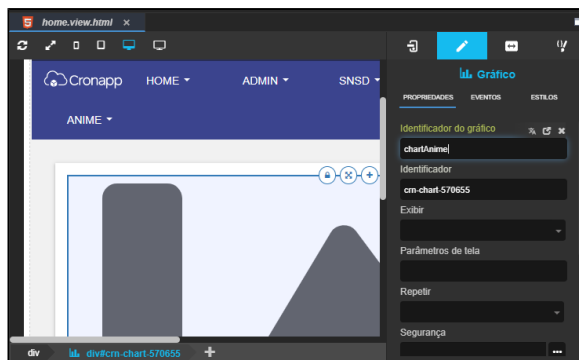 home.view.html ×
Cronapp HOME ADMIN SNSD
ANIME
Gráfico
PROPRIEDADES EVENTOS ESTILOS
Identificador do gráfico
chartAnime
Identificador
crn-chart-570655
Exibir
Parâmetros de tela
Repetir
Segurança
...
div div#crn-chart-570655 +